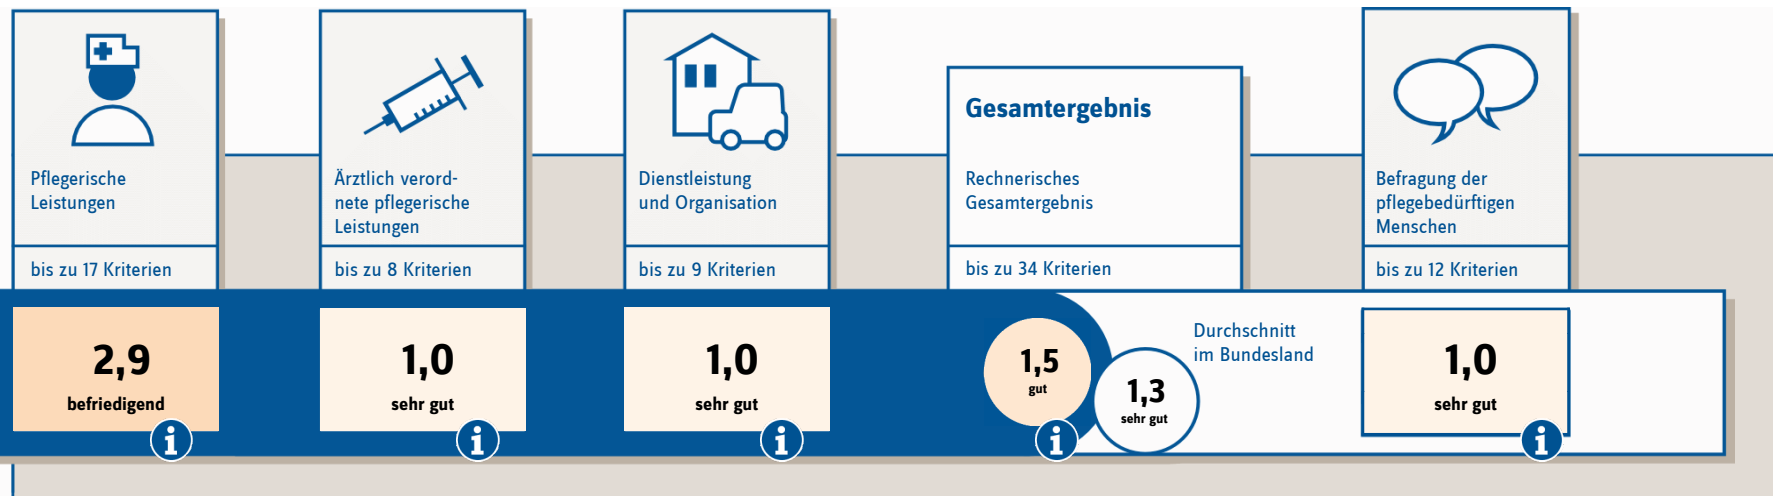 Pflegerische
Leistungen
bis zu 17 Kriterien
2,9
befriedigend
i
Ärztlich verord-
nete pflegerische
Leistungen
bis zu 8 Kriterien
1,0
sehr gut
i
Dienstleistung
und Organisation
bis zu 9 Kriterien
1,0
sehr gut
i
Gesamtergebnis
Rechnerisches
Gesamtergebnis
bis zu 34 Kriterien
1,5
gut
i
1,3
sehr gut
Durchschnitt
im Bundesland
Befragung der
pflegebedürftigen
Menschen
bis zu 12 Kriterien
1,0
sehr gut
i